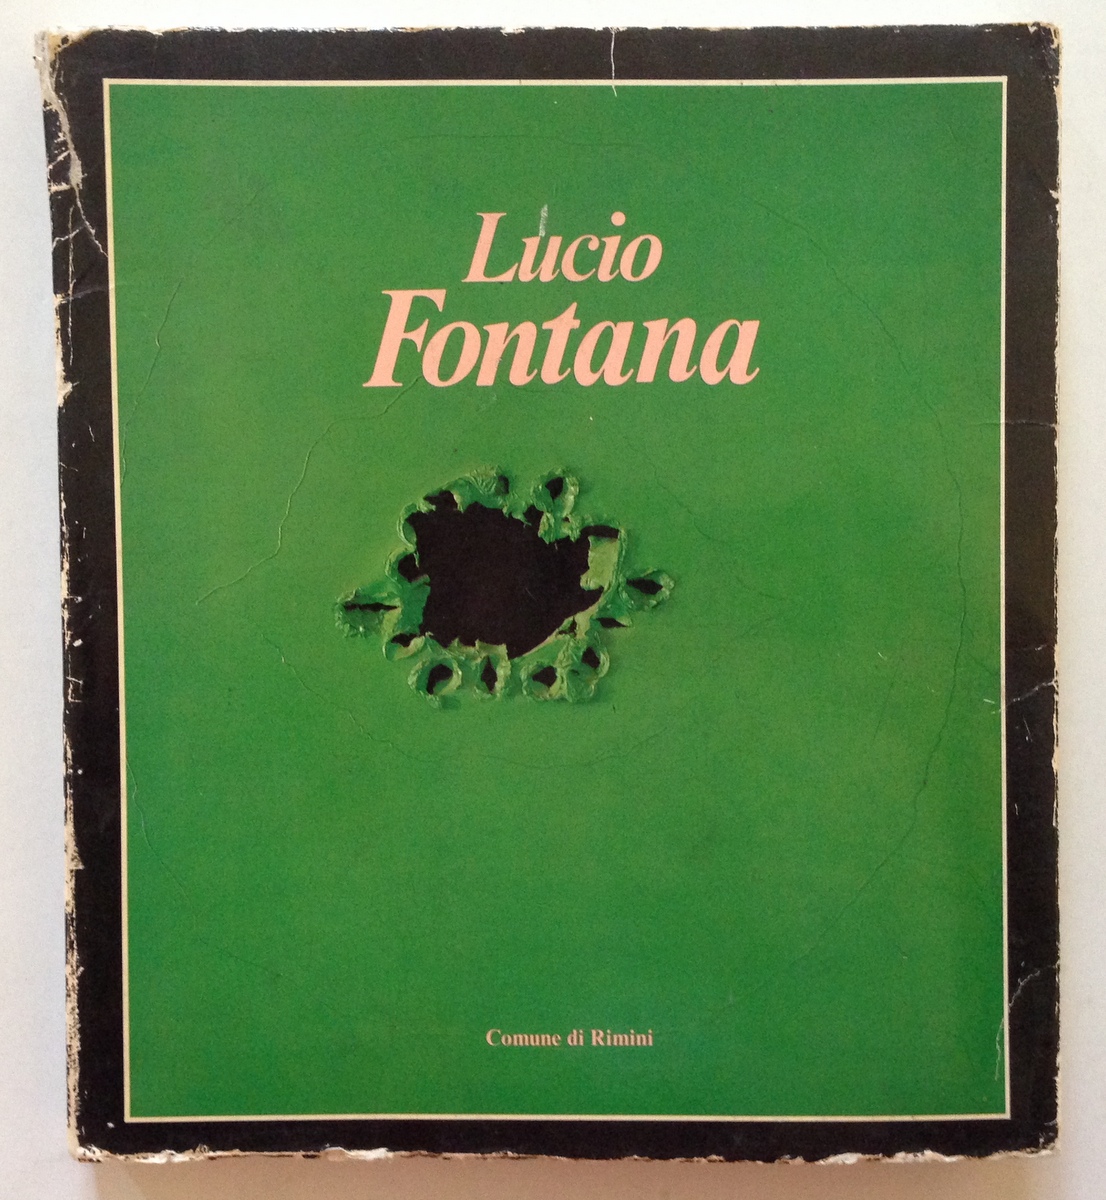 Lucio
Fontana
Comune di Rimini